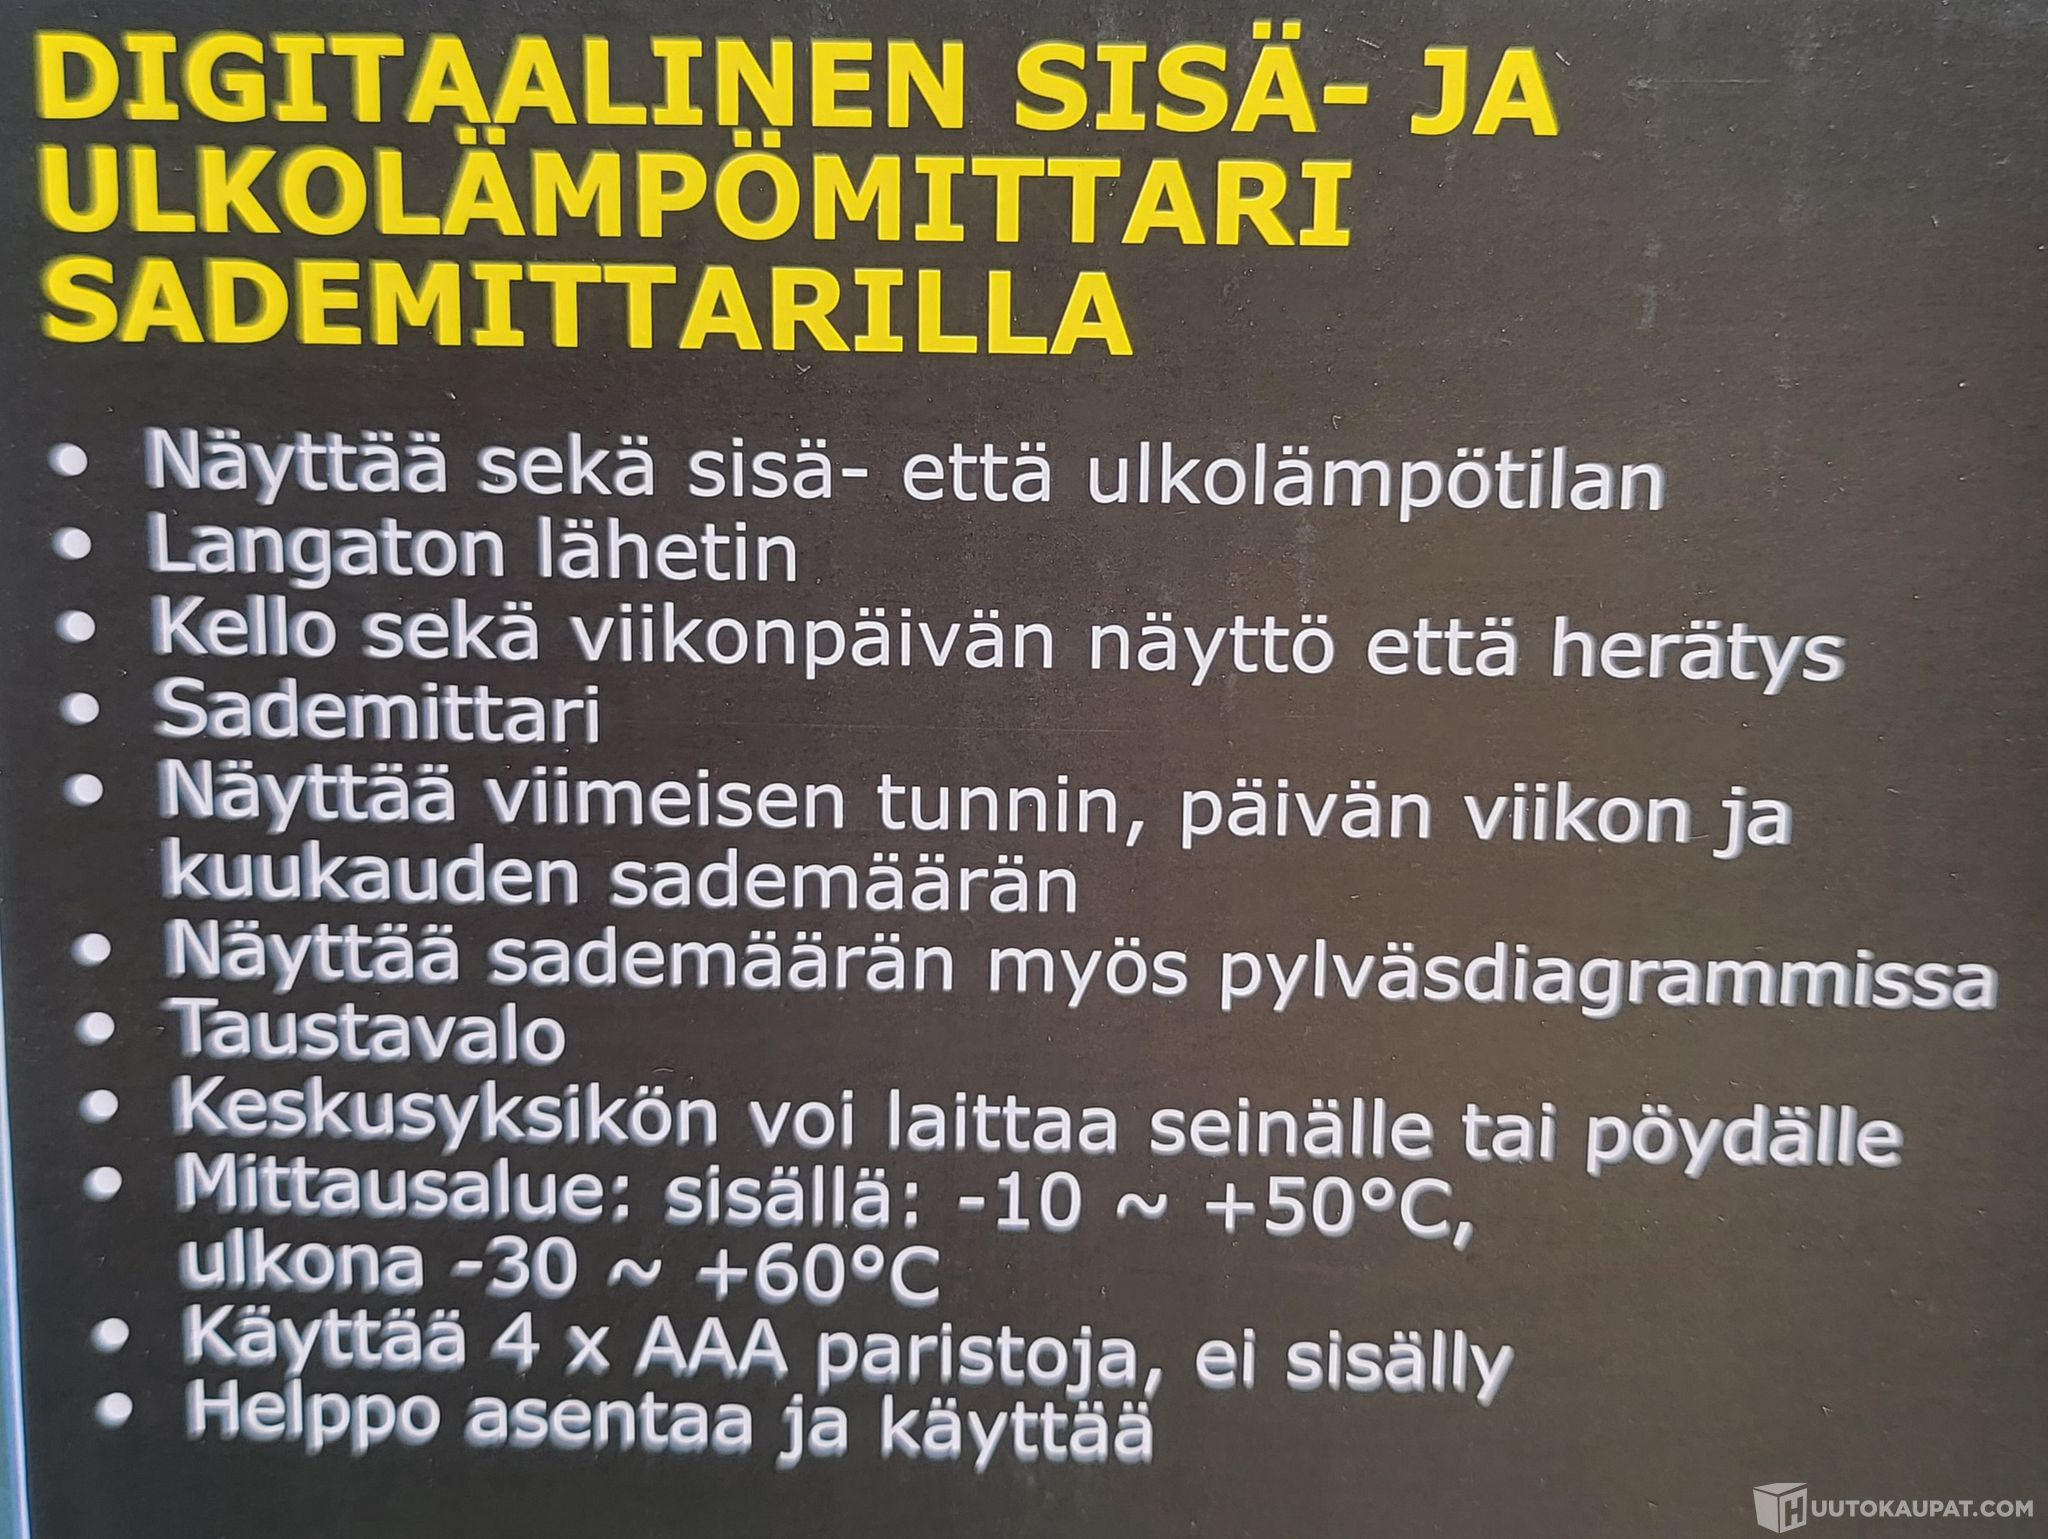 DIGITAALINEN SISÄ- JA
ULKOLÄMPÖMITTARI
SADEMITTARILLA
• Näyttää sekä sisä- että ulkolämpötilan
• Langaton lähetin
• Kello sekä viikonpäivän näyttö että herätys
• Sademittari
• Näyttää viimeisen tunnin, päivän viikon ja
kuukauden sademäärän
• Näyttää sademäärän myös pylväsdiagrammissa
• Taustavalo
• Keskusyksikön voi laittaa seinälle tai pöydälle
• Mittausalue: sisällä: -10 ~ +50°C,
ulkona -30 ~ +60°C
• Käyttää 4 x AAA paristoja, ei sisälly
• Helppo asentaa ja käyttää
HUUTOKAUPAT.COM